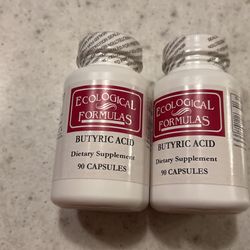 ECOLOGICAL
FORMULAS
BUTYRIC ACID
Dietary Supplement
90 CAPSULES
ECOLOGICAL
FORMULAS
BUTYRIC ACID
Dietary Supplement
90 CAPSULES